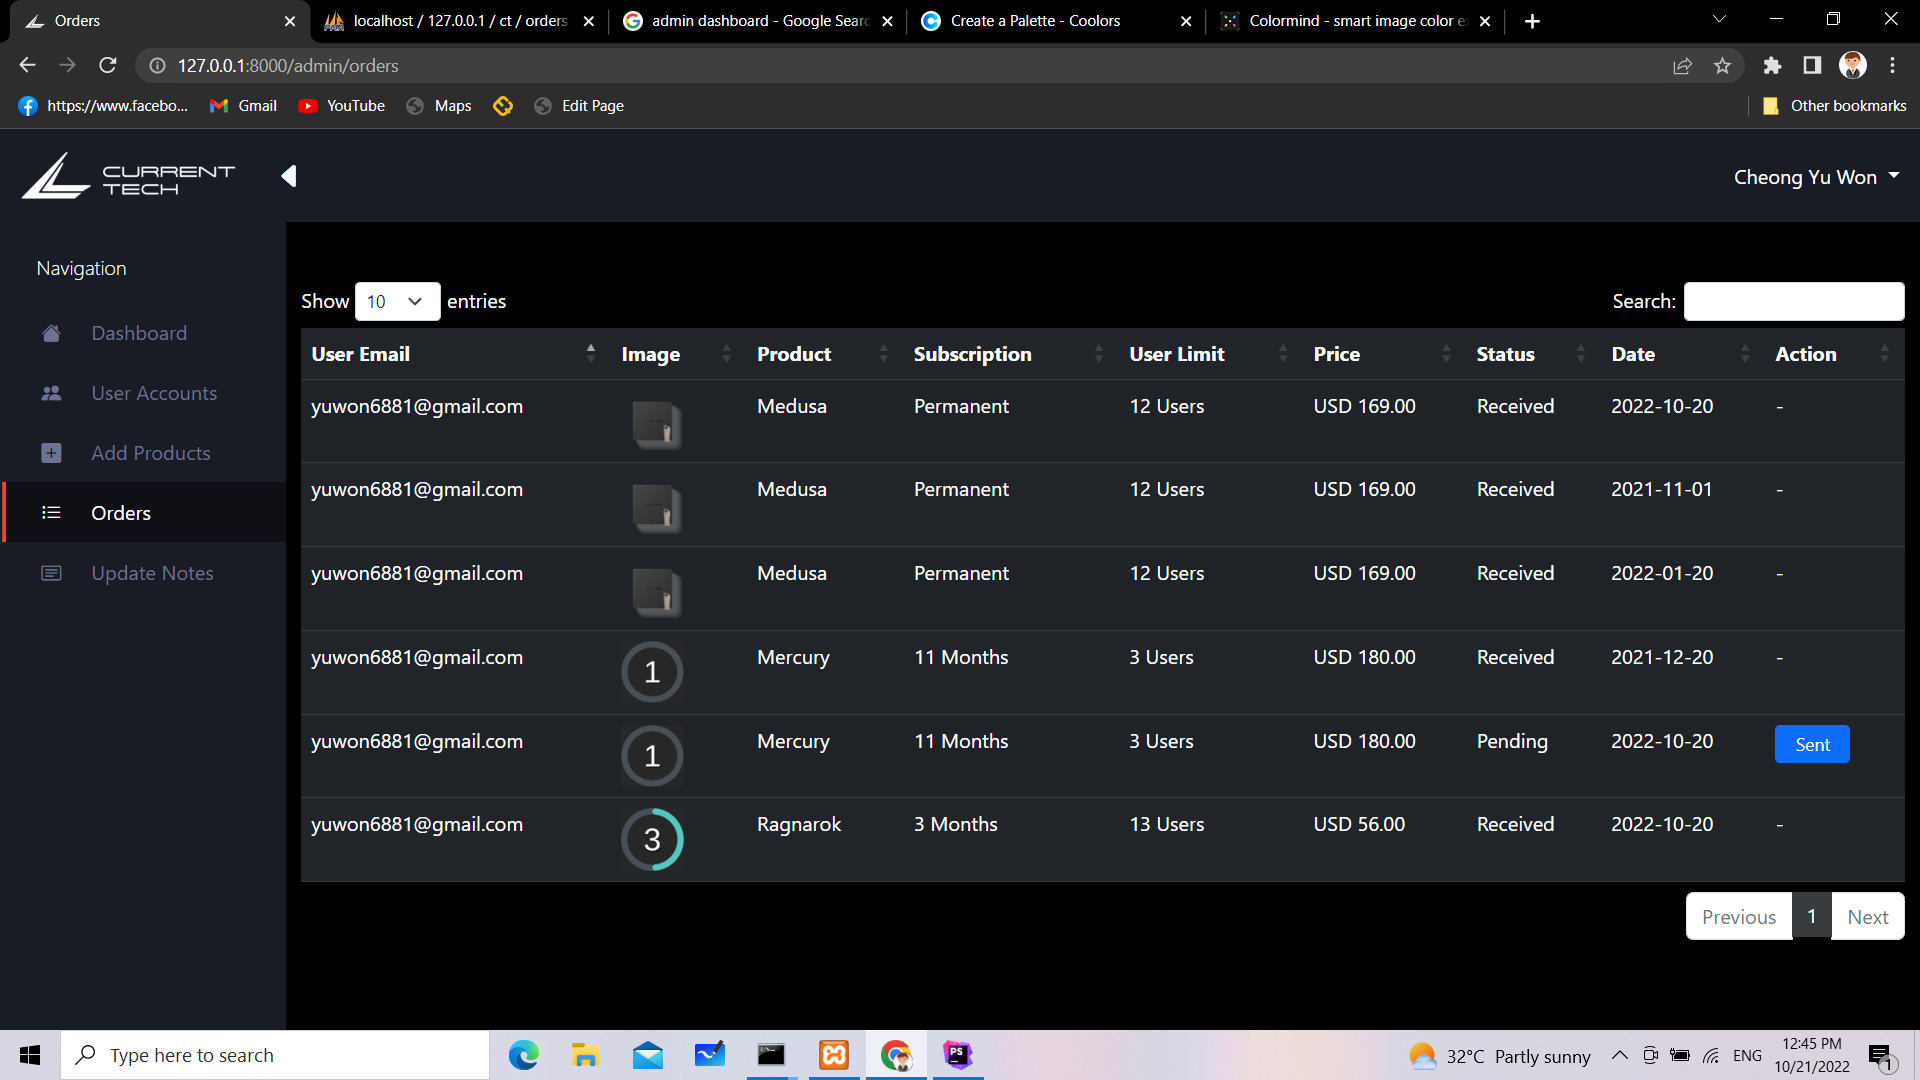 Orders
localhost / 127.0.0.1 / ct / orders
admin dashboard - Google Searc
Create a Palette - Coolors
Colormind - smart image color e
127.0.0.1:8000/admin/orders
https://www.facebo...
Gmail
YouTube
Maps
Edit Page
Other bookmarks
CURRENT
TECH
Cheong Yu Won
Navigation
Dashboard
User Accounts
Add Products
Orders
Update Notes
Show 10 entries
Search:
User Email Image Product Subscription User Limit Price Status Date Action
yuwon6881@gmail.com Medusa Permanent 12 Users USD 169.00 Received 2022-10-20 -
yuwon6881@gmail.com Medusa Permanent 12 Users USD 169.00 Received 2021-11-01 -
yuwon6881@gmail.com Medusa Permanent 12 Users USD 169.00 Received 2022-01-20 -
yuwon6881@gmail.com 1 Mercury 11 Months 3 Users USD 180.00 Received 2021-12-20 -
yuwon6881@gmail.com 1 Mercury 11 Months 3 Users USD 180.00 Pending 2022-10-20 Sent
yuwon6881@gmail.com 3 Ragnarok 3 Months 13 Users USD 56.00 Received 2022-10-20 -
Previous 1 Next
Type here to search
PS
32°C Partly sunny
ENG
12:45 PM
10/21/2022
1